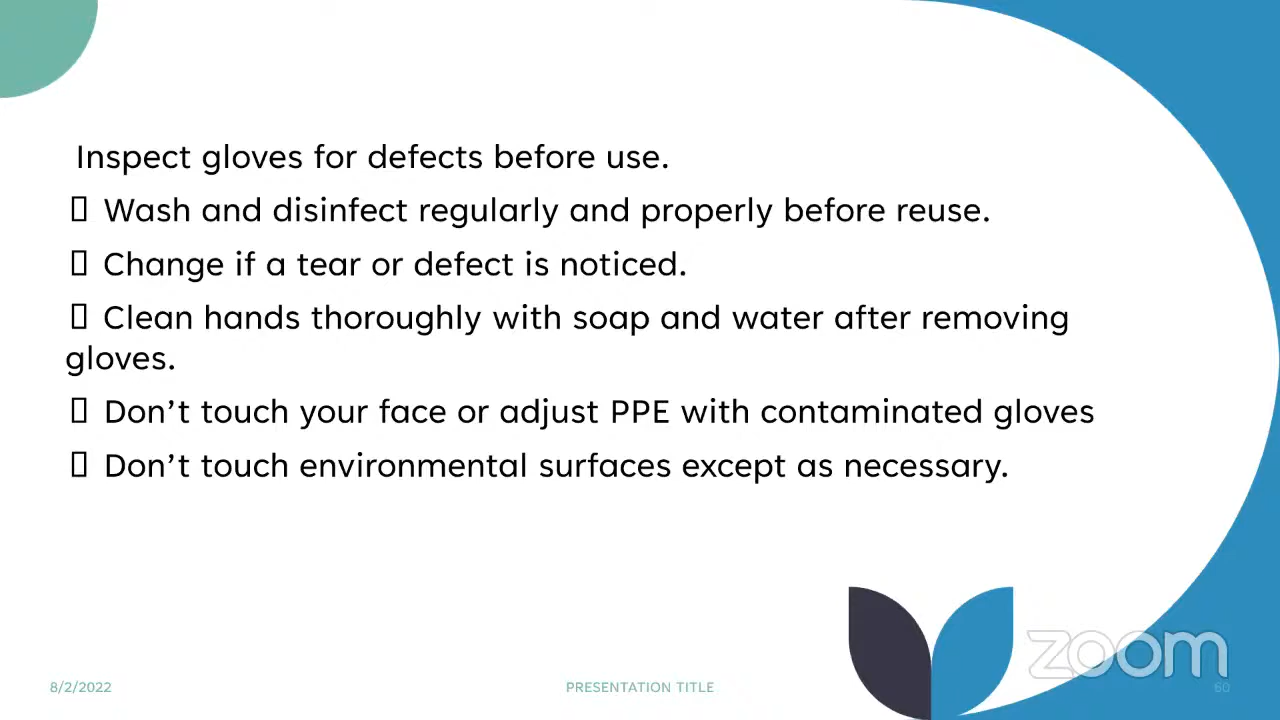 Inspect gloves for defects before use.
▯ Wash and disinfect regularly and properly before reuse.
▯ Change if a tear or defect is noticed.
▯ Clean hands thoroughly with soap and water after removing
gloves.
▯ Don’t touch your face or adjust PPE with contaminated gloves
▯ Don’t touch environmental surfaces except as necessary.
zoom
8/2/2022
PRESENTATION TITLE
60